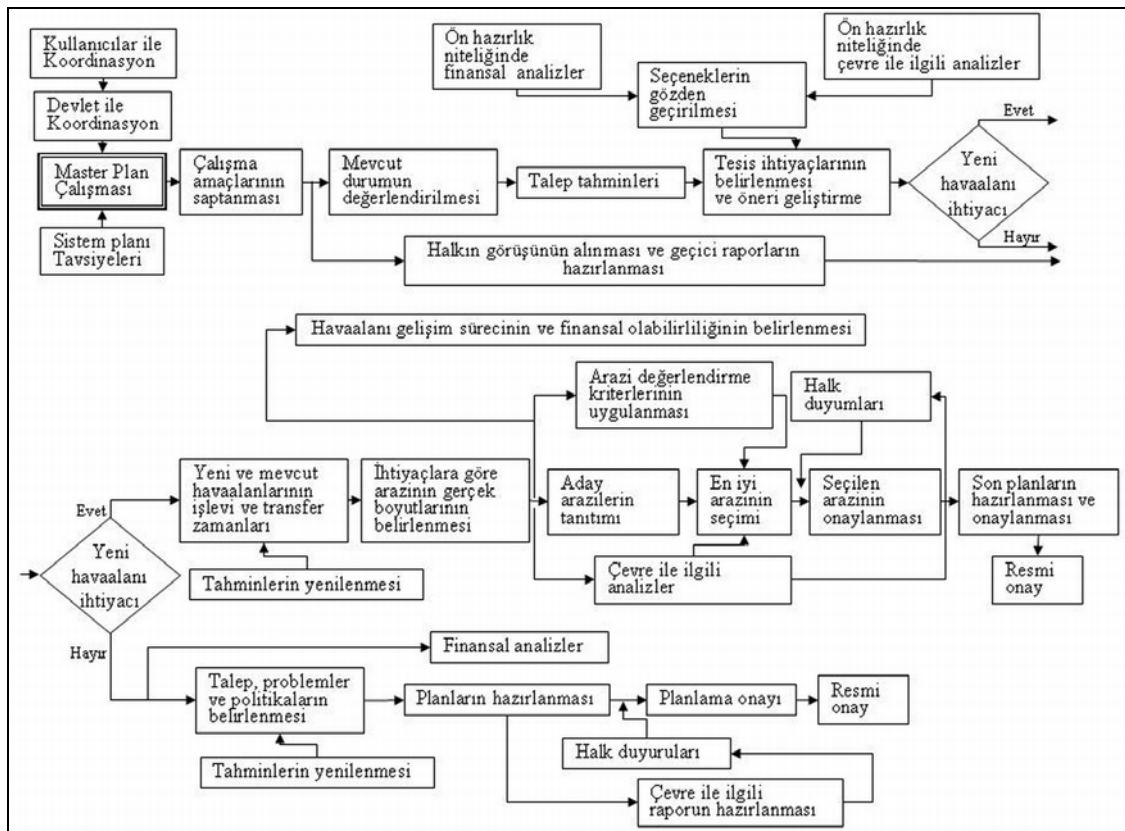 Kullanıcılar ile
Koordinasyon
Devlet ile
Koordinasyon
Master Plan
Çalışması
Sistem planı
Tavsiyeleri
Çalışma
amaçlarının
saptanması
Mevcut
durumun
değerlendirilmesi
Talep tahminleri
Ön hazırlık
niteliğinde
finansal analizler
Seçeneklerin
gözden
geçirilmesi
Ön hazırlık
niteliğinde
çevre ile ilgili analizler
Tesis ihtiyaçlarının
belirlenmesi
ve öneri geliştirme
Evet
Yeni
havaalanı
ihtiyacı
Hayır
Halkın görüşünün alınması ve geçici raporların
hazırlanması
Havaalanı gelişim sürecinin ve finansal olabilirliliğinin belirlenmesi
Arazi değerlendirme
kriterlerinin
uygulanması
Halk
duyumları
Evet
Yeni
havaalanı
ihtiyacı
Hayır
Yeni ve mevcut
havaalanlarının
işlevi ve transfer
zamanları
Tahminlerin yenilenmesi
İhtiyaçlara göre
arazinin gerçek
boyutlarının
belirlenmesi
Aday
arazilerin
tanıtımı
En iyi
arazinin
seçimi
Seçilen
arazinin
onaylanması
Son planların
hazırlanması ve
onaylanması
Çevre ile ilgili
analizler
Resmi
onay
Finansal analizler
Talep, problemler
ve politikaların
belirlenmesi
Planların hazırlanması
Planlama onayı
Resmi
onay
Tahminlerin yenilenmesi
Halk duyuruları
Çevre ile ilgili
raporun hazırlanması